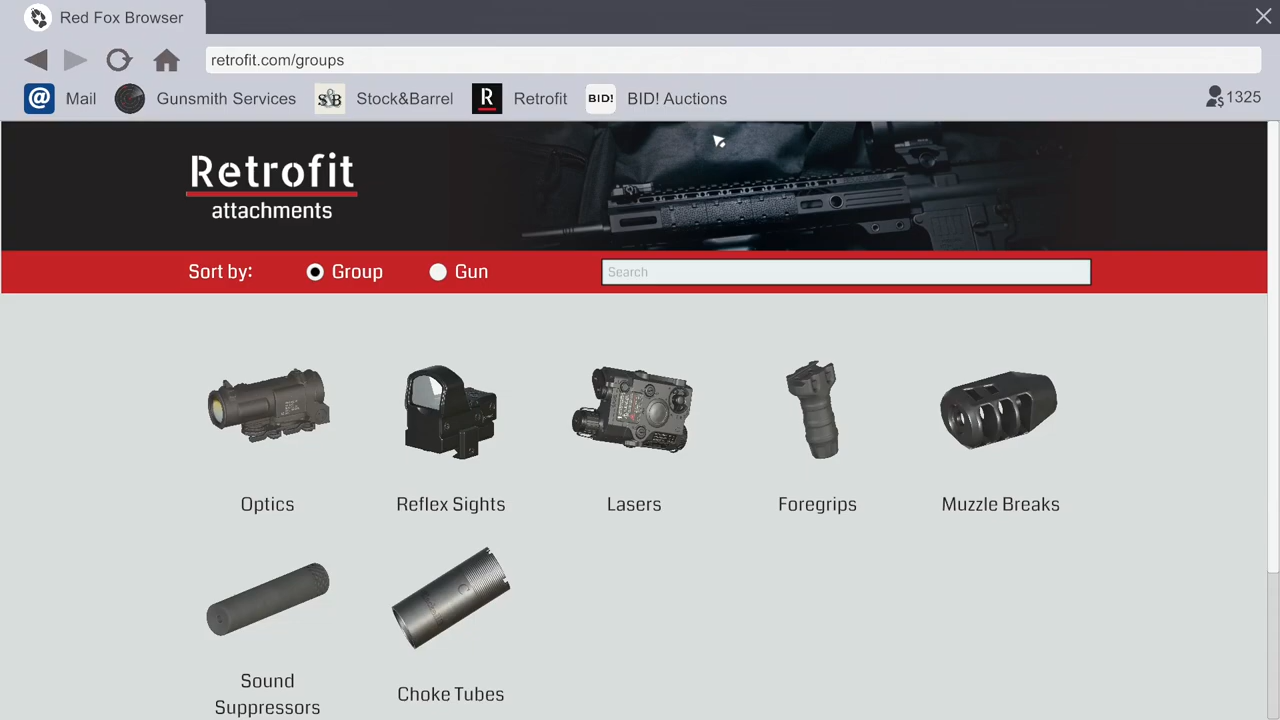 Red Fox Browser
retrofit.com/groups
@ Mail Gunsmith Services S&B Stock&Barrel R Retrofit BID! BID! Auctions 1325
Retrofit
attachments
Sort by: Group Gun Search
Optics Reflex Sights Lasers Foregrips Muzzle Breaks
Sound
Suppressors
Choke Tubes